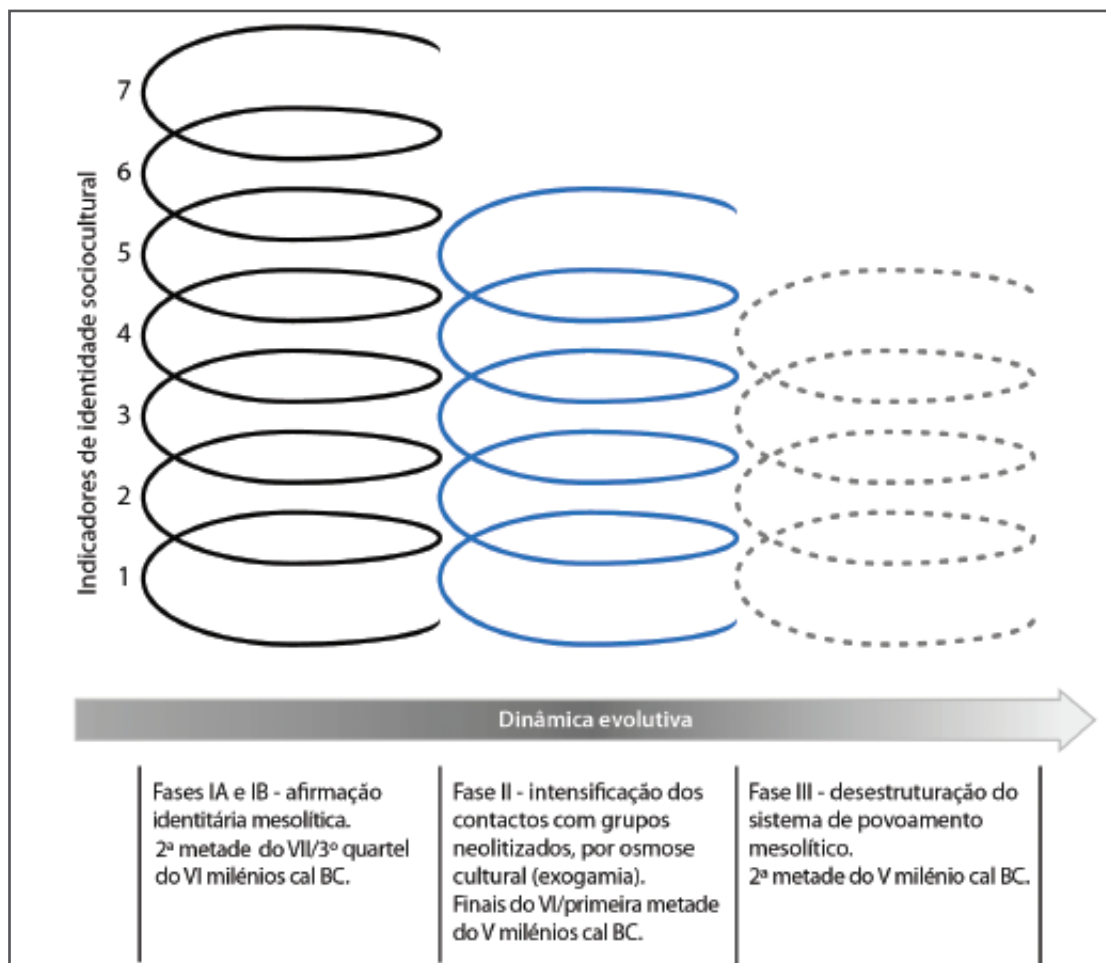 Indicadores de identidade sociocultural
7
6
5
4
3
2
1
Dinâmica evolutiva
Fases IA e IB - afirmação
identitária mesolítica.
2ª metade do VII/3º quartel
do VI milénios cal BC.
Fase II - intensificação dos
contactos com grupos
neolitizados, por osmose
cultural (exogamia).
Finais do VI/primeira metade
do V milénios cal BC.
Fase III - desestruturação do
sistema de povoamento
mesolítico.
2ª metade do V milénio cal BC.